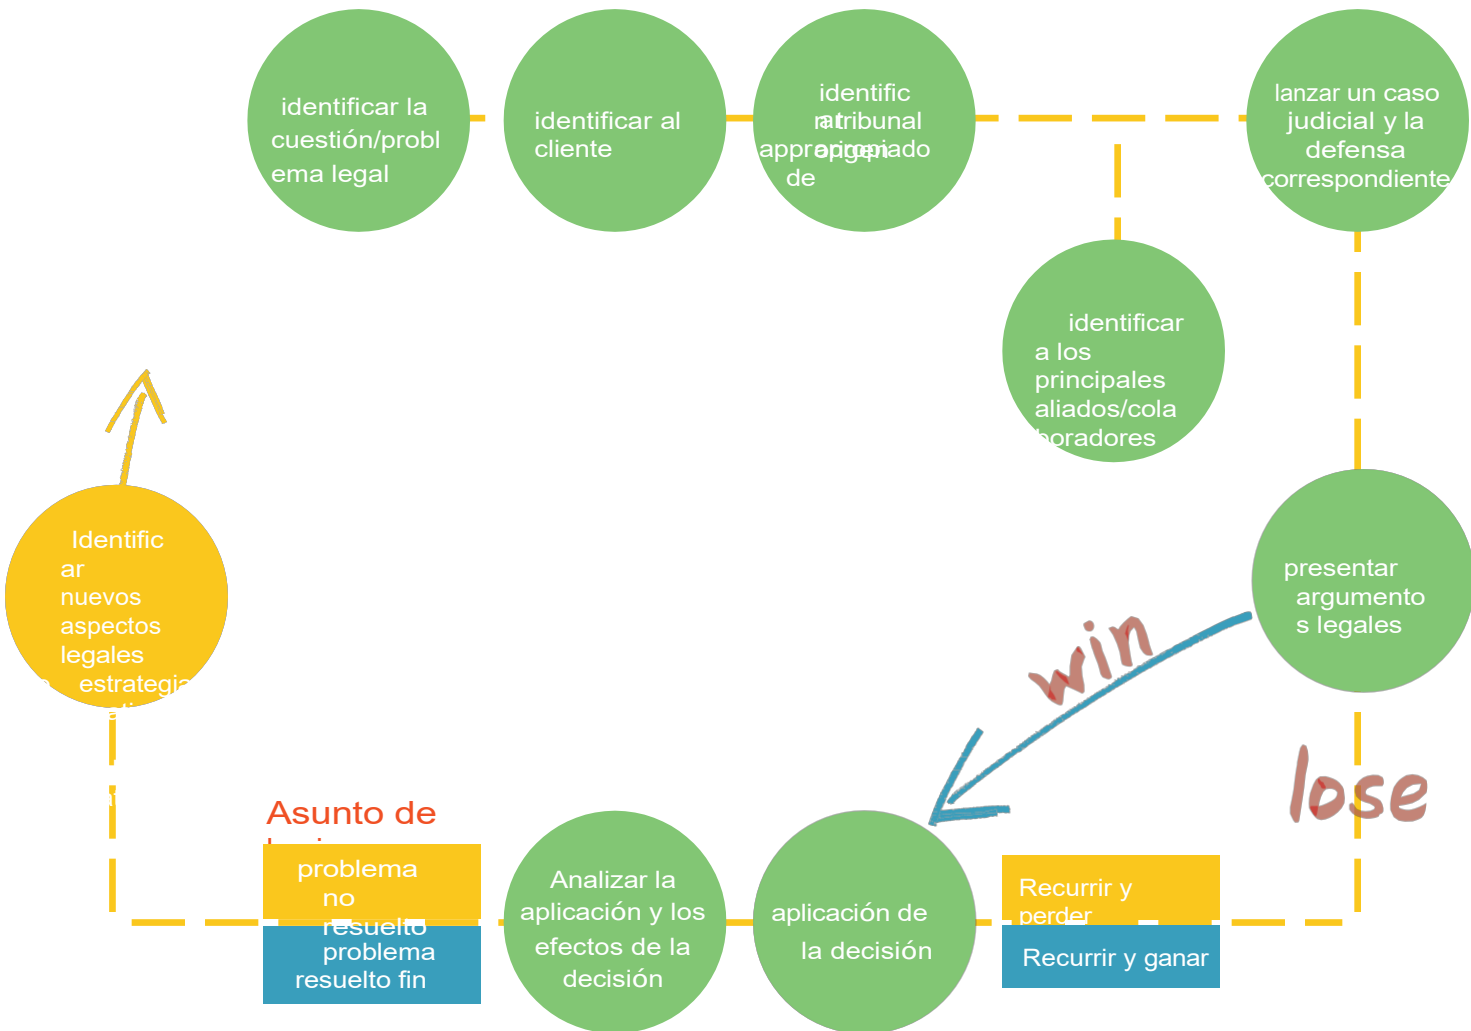 identificar la
cuestión/probl
ema legal
identificar al
cliente
identific
ar
tribunal
appropriado
de
origen
lanzar un caso
judicial y la
defensa
correspondiente
identificar
a los
principales
aliados/cola
boradores
Identific
ar
nuevos
aspectos
legales
estrategia
presentar
argumento
s legales
win
lose
Asunto de
problema
no
resuelto
problema
resuelto fin
Analizar la
aplicación y los
efectos de la
decisión
aplicación de
la decisión
Recurrir y
perder
Recurrir y ganar